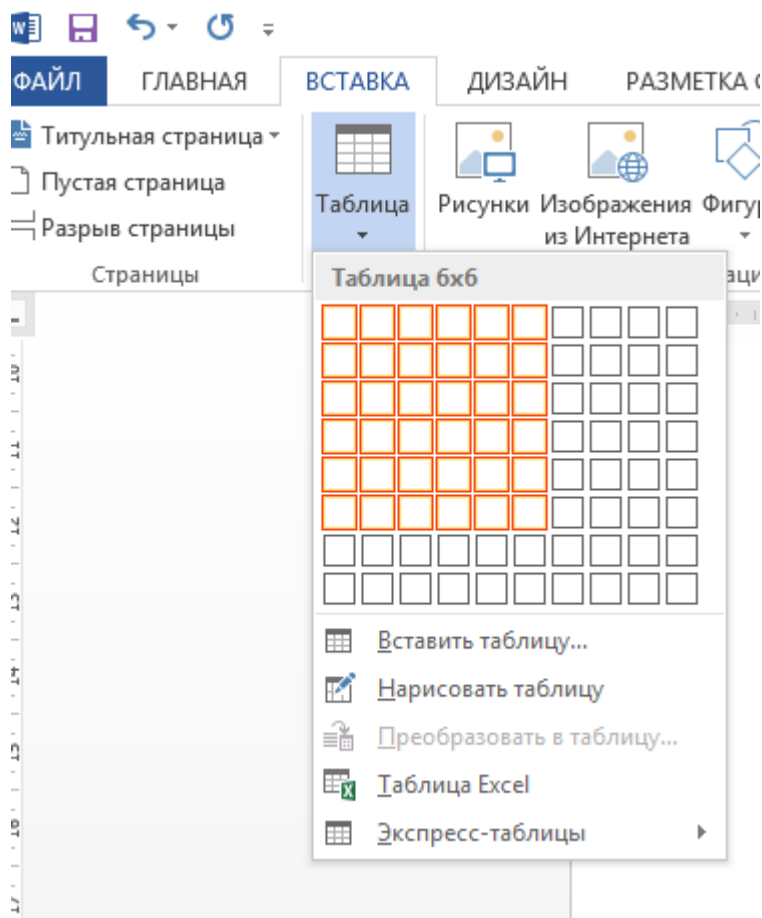 ФАЙЛ ГЛАВНАЯ ВСТАВКА ДИЗАЙН РАЗМЕТКА
Титульная страница
Пустая страница
Разрыв страницы
Страницы
Таблица
Рисунки
Изображения
из Интернета
Фигур
Таблица 6x6
Вставить таблицу...
Нарисовать таблицу
Преобразовать в таблицу...
Таблица Excel
Экспресс-таблицы